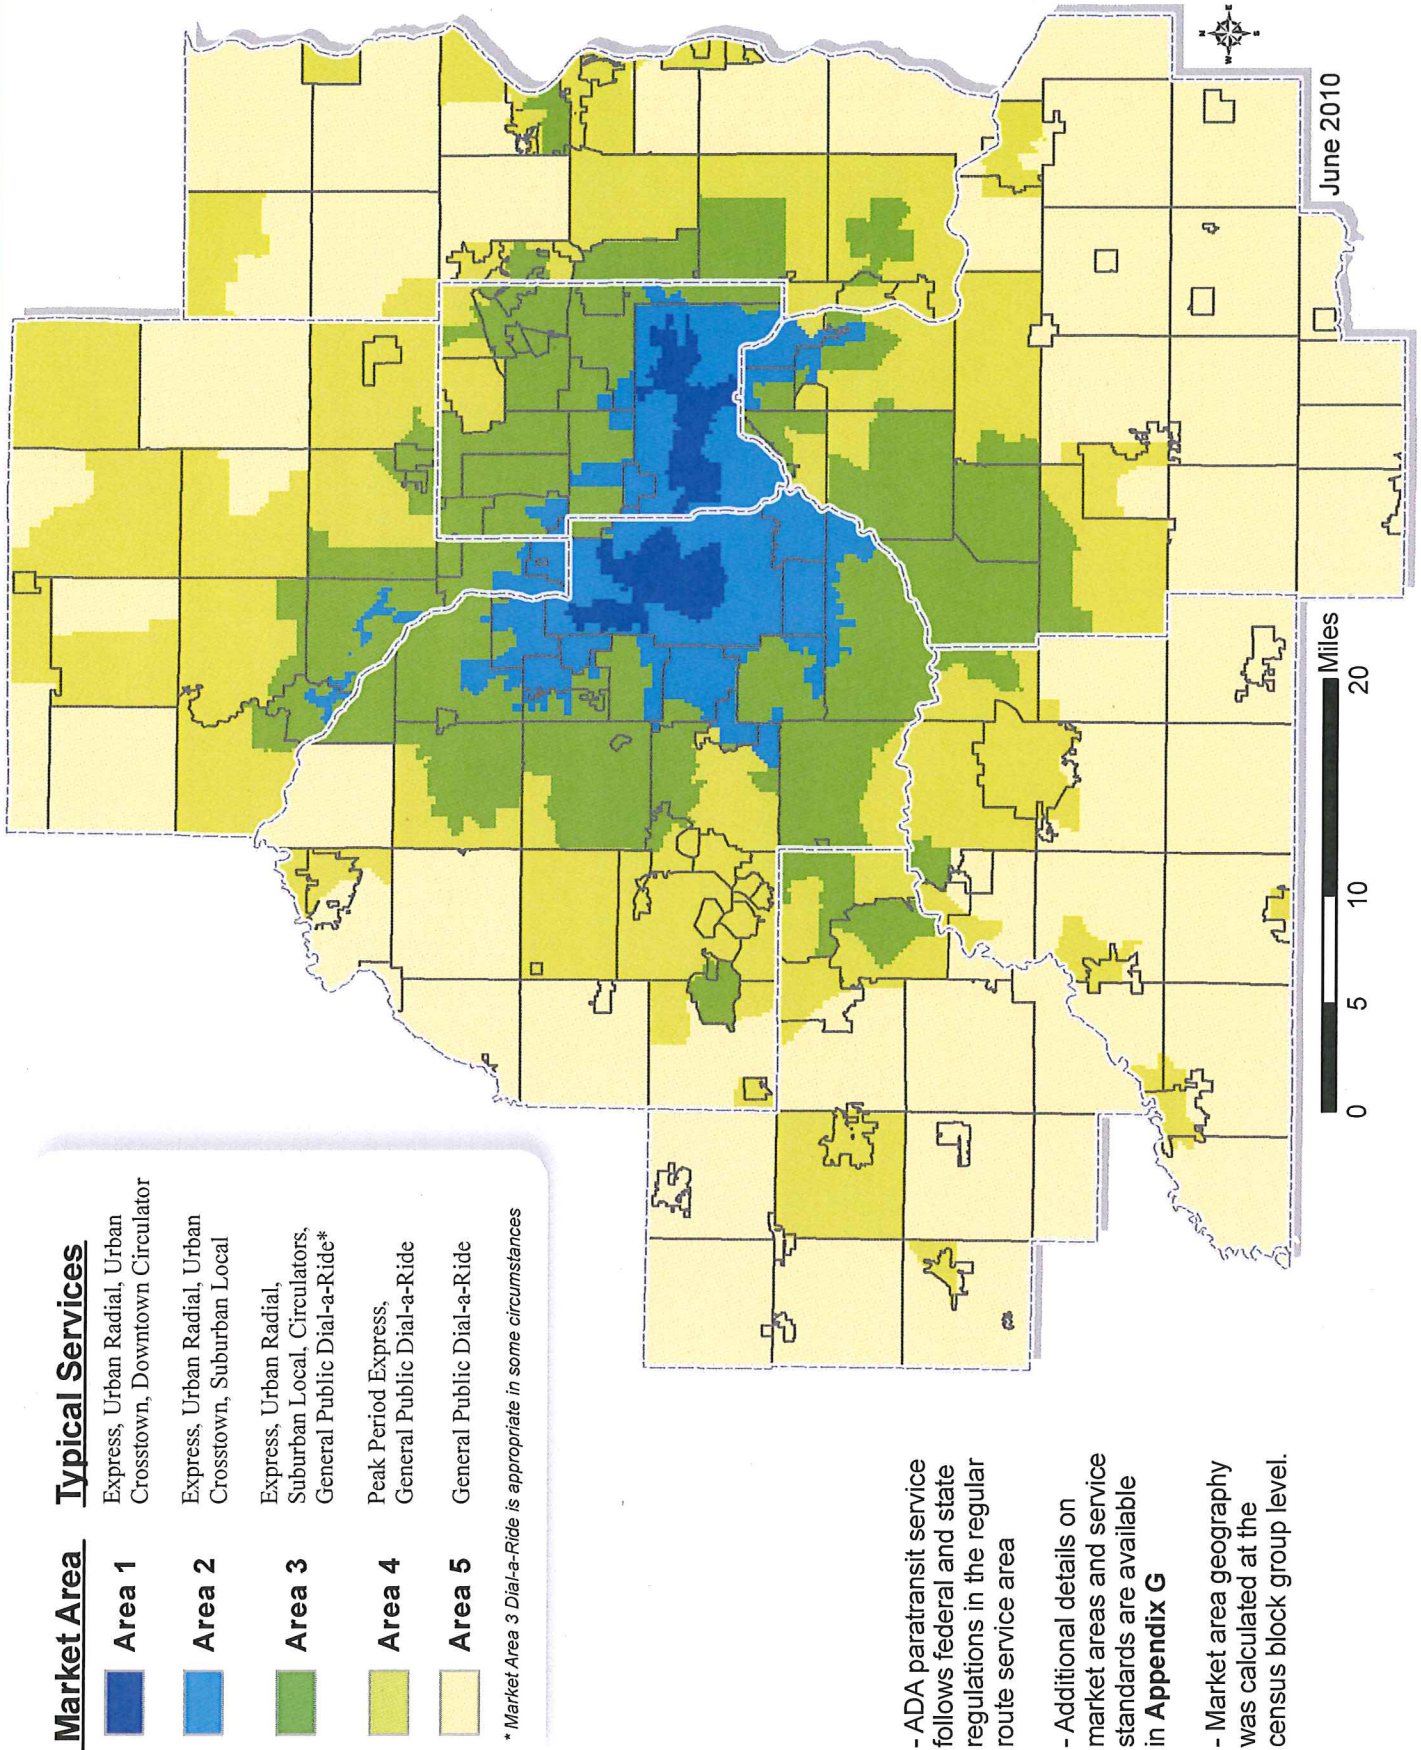 Market Area
Typical Services
Area 1
Express, Urban Radial, Urban
Crosstown, Downtown Circulator
Area 2
Express, Urban Radial, Urban
Crosstown, Suburban Local
Area 3
Express, Urban Radial,
Suburban Local, Circulators,
General Public Dial-a-Ride*
Area 4
Peak Period Express,
General Public Dial-a-Ride
Area 5
General Public Dial-a-Ride
* Market Area 3 Dial-a-Ride is appropriate in some circumstances
- ADA paratransit service
follows federal and state
regulations in the regular
route service area
- Additional details on
market areas and service
standards are available
in Appendix G
- Market area geography
was calculated at the
census block group level.
0 5 10 20
Miles
June 2010
N
W E
S